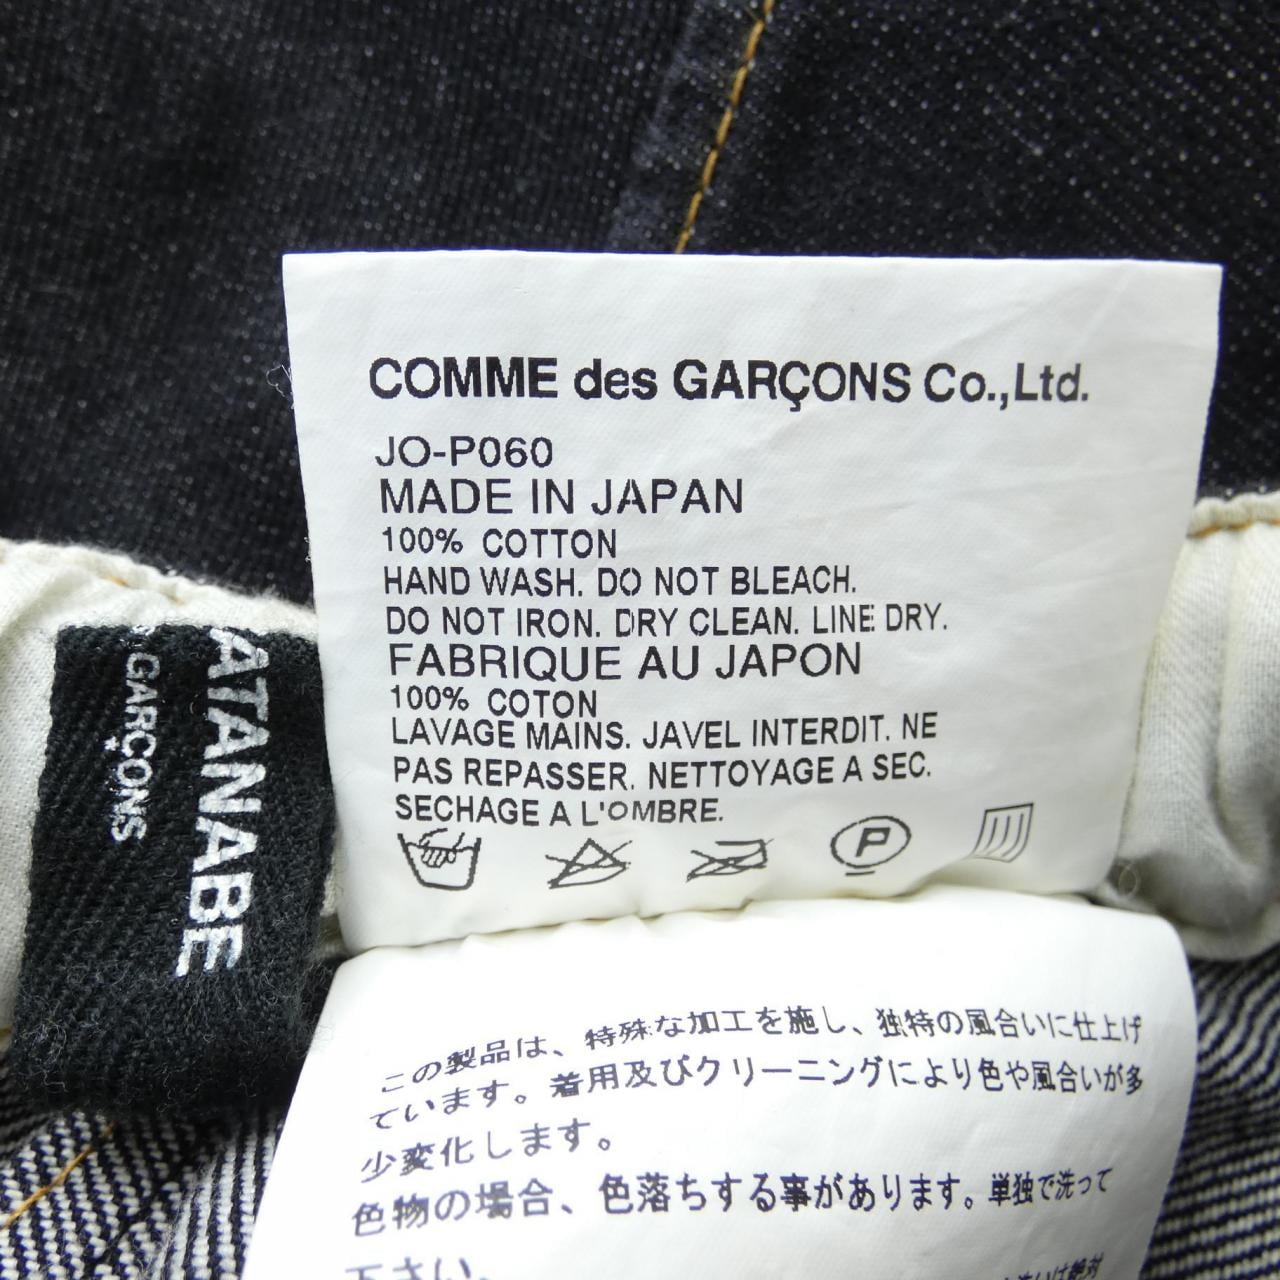 COMME des GARÇONS Co.,Ltd.
JO-P060
MADE IN JAPAN
100% COTTON
HAND WASH. DO NOT BLEACH.
DO NOT IRON. DRY CLEAN. LINE DRY.
FABRIQUE AU JAPON
100% COTON
LAVAGE MAINS. JAVEL INTERDIT. NE
PAS REPASSER. NETTOYAGE A SEC.
SECHAGE A L'OMBRE.
P
ATANABE
GARÇONS
この製品は、特殊な加工を施し、独特の風合いに仕上げ
ています。着用及びクリーニングにより色や風合いが多
少変化します。
色物の場合、色落ちする事があります。単独で洗って
下さい。